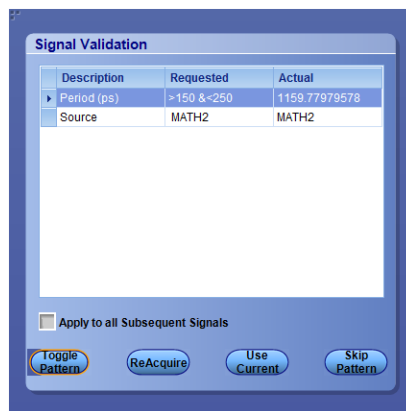 Signal Validation
Description Requested Actual
Period (ps) >150 &<250 1159.77979578
Source MATH2 MATH2
Apply to all Subsequent Signals
Toggle Pattern ReAcquire Use Current Skip Pattern